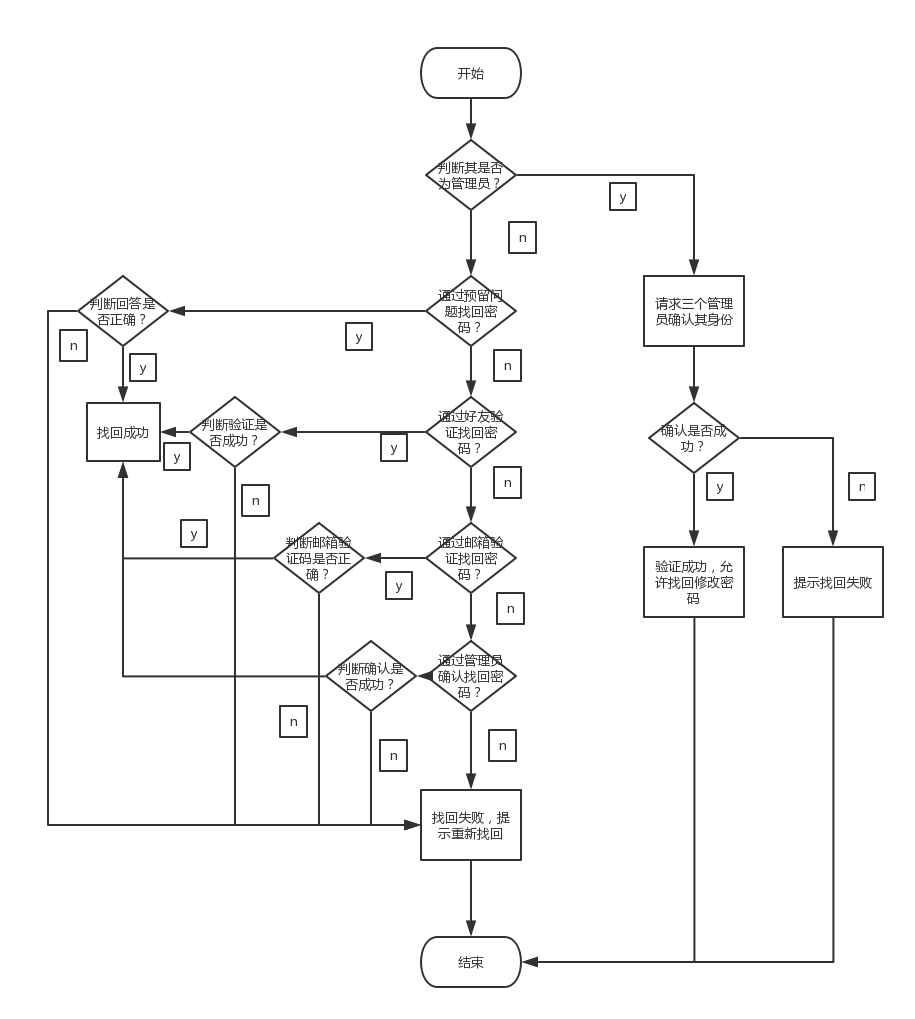 开始
判断其是否
为管理员？
y
n
判断回答是
否正确？
通过预留问
题找回密
码？
请求三个管理
员确认其身份
n
y
y
n
找回成功
判断验证是
否成功？
通过好友验
证找回密
码？
确认是否成
功？
y
y
n
n
y
n
y
判断邮箱验
证码是否正
确？
通过邮箱验
证找回密
码？
验证成功，允
许找回修改密
码
提示找回失败
y
n
判断确认是
否成功？
通过管理员
确认找回密
码？
n
n
n
找回失败，提
示重新找回
结束